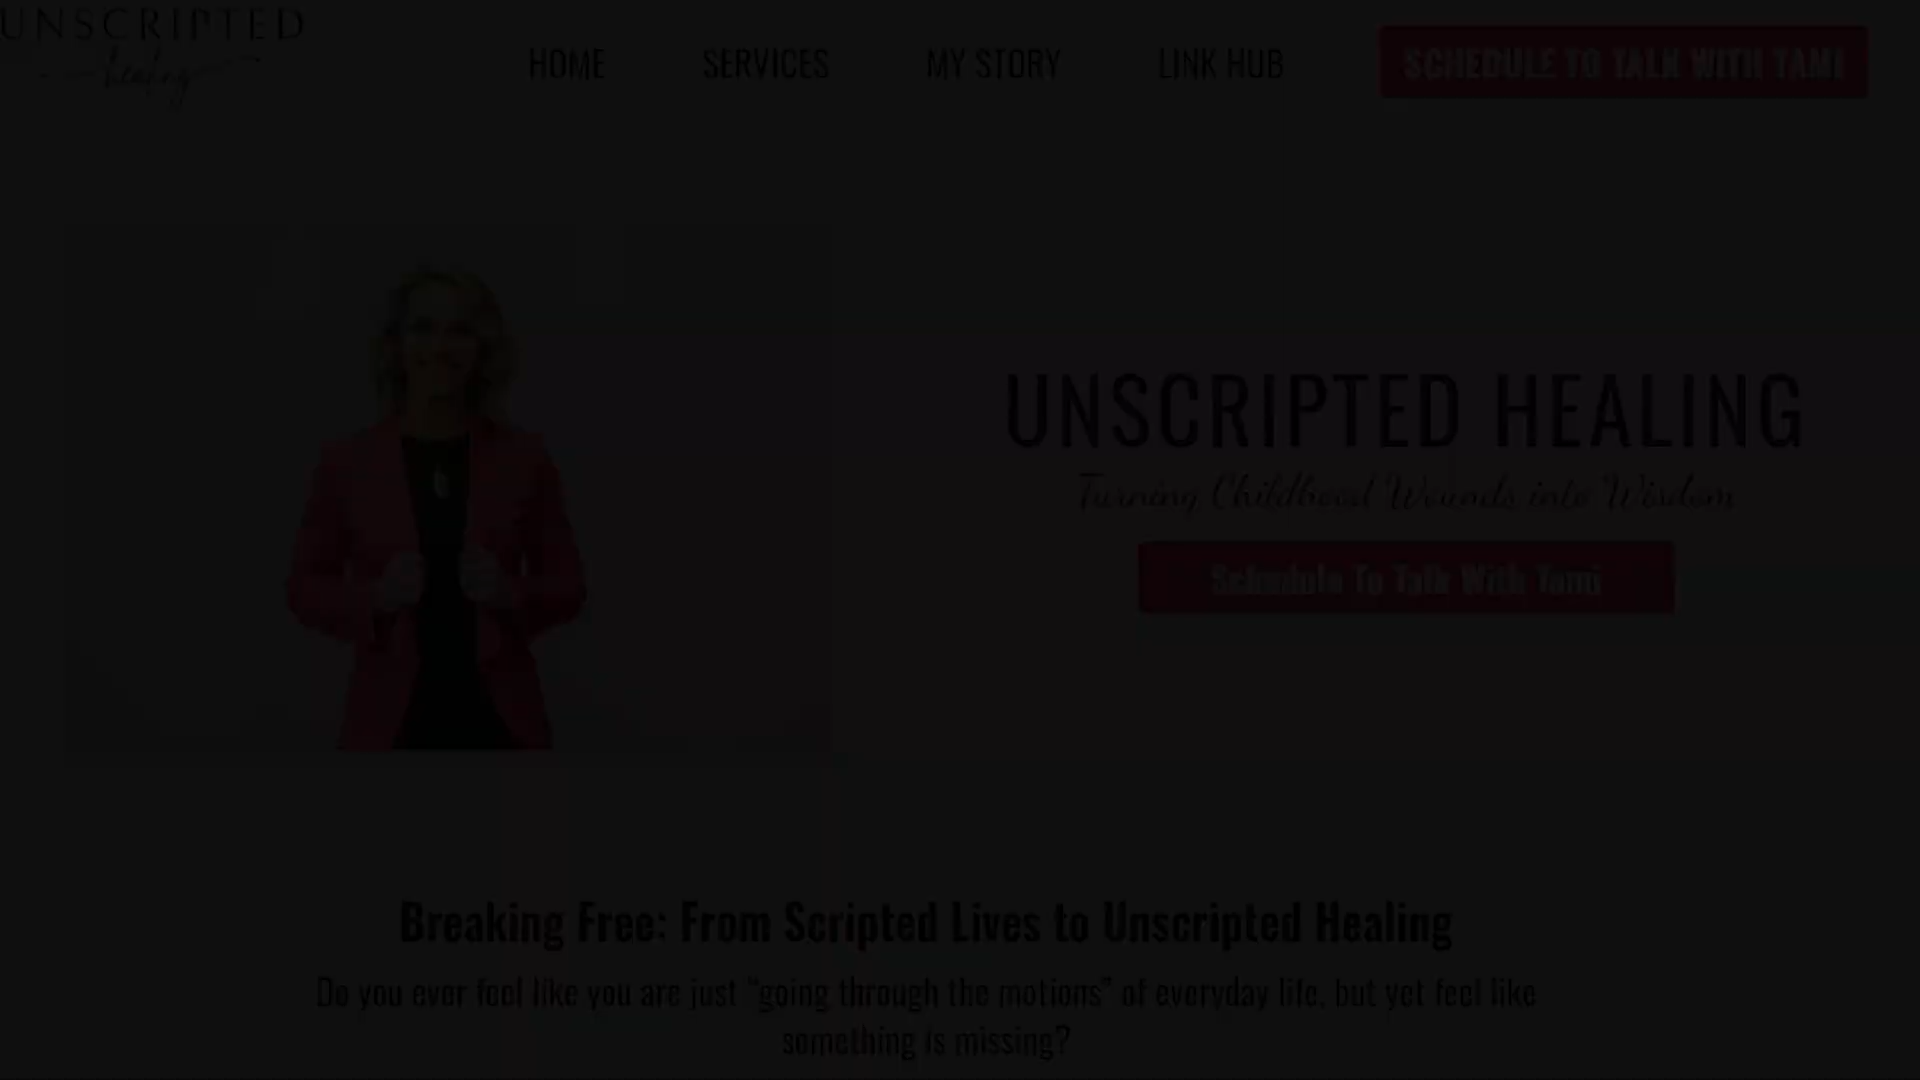 UNSCRIPTED
healing
HOME
SERVICES
MY STORY
LINK HUB
SCHEDULE TO TALK WITH TAMI
UNSCRIPTED HEALING
Turning Childhood Wounds into Wisdom
Schedule To Talk With Tami
Breaking Free: From Scripted Lives to Unscripted Healing
Do you ever feel like you are just "going through the motions" of everyday life, but yet feel like
something is missing?